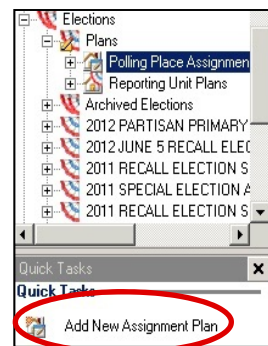 Elections
Plans
Polling Place Assignmen
Reporting Unit Plans
Archived Elections
2012 PARTISAN PRIMARY
2012 JUNE 5 RECALL ELEC
2011 RECALL ELECTION S
2011 SPECIAL ELECTION A
2011 RECALL ELECTION S
Quick Tasks
Quick Tasks
Add New Assignment Plan